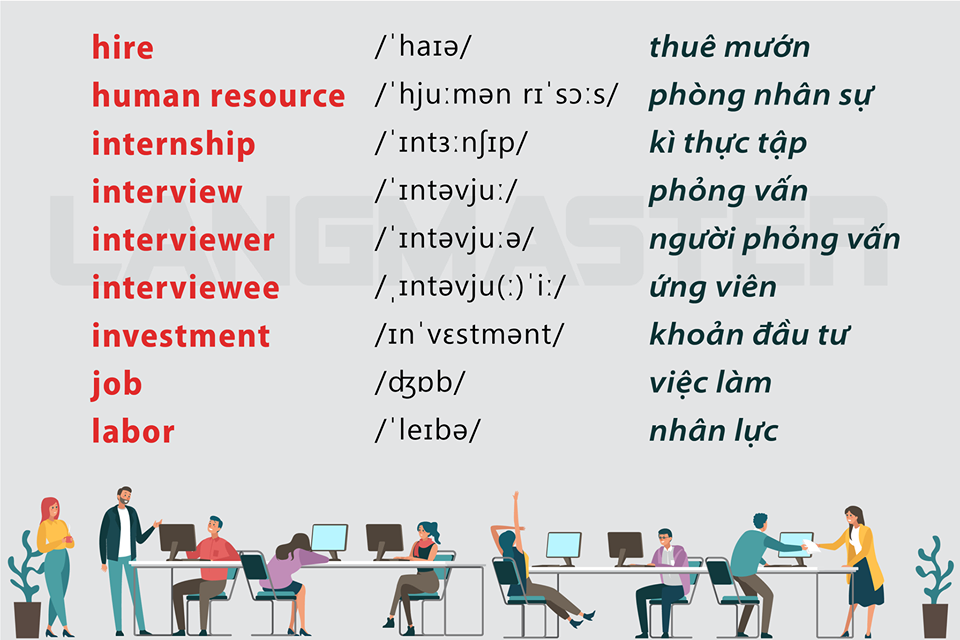 hire /ˈhaɪə/ thuê mướn
human resource /ˈhjuːmən rɪˈsɔːs/ phòng nhân sự
internship /ˈɪntɜːnʃɪp/ kì thực tập
interview /ˈɪntəvjuː/ phỏng vấn
LANGMASTER
interviewer /ˈɪntəvjuːə/ người phỏng vấn
interviewee /ˌɪntəvju(ː)ˈiː/ ứng viên
investment /ɪnˈvɛstmənt/ khoản đầu tư
job /ʤɒb/ việc làm
labor /ˈleɪbə/ nhân lực